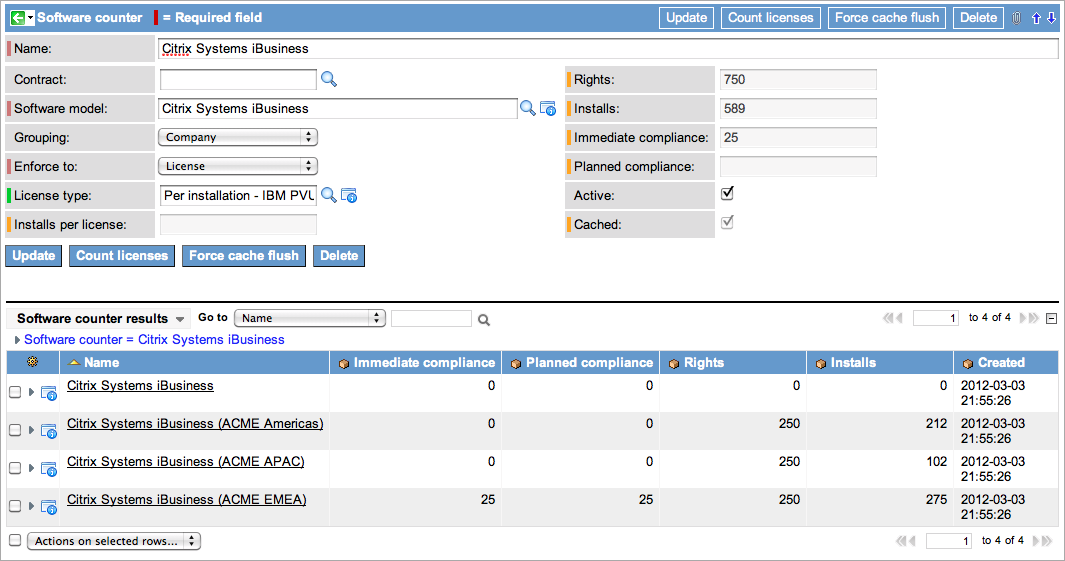 Software counter = Required field Update Count licenses Force cache flush Delete
Name: Citrix Systems iBusiness
Contract:
Software model: Citrix Systems iBusiness
Grouping: Company
Enforce to: License
License type: Per installation - IBM PVU
Installs per license:
Rights: 750
Installs: 589
Immediate compliance: 25
Planned compliance:
Active:
Cached:
Update Count licenses Force cache flush Delete
Software counter results Go to Name 1 to 4 of 4
Software counter = Citrix Systems iBusiness
Name Immediate compliance Planned compliance Rights Installs Created
Citrix Systems iBusiness 0 0 0 0 2012-03-03
21:55:26
Citrix Systems iBusiness (ACME Americas) 0 0 250 212 2012-03-03
21:55:26
Citrix Systems iBusiness (ACME APAC) 0 0 250 102 2012-03-03
21:55:26
Citrix Systems iBusiness (ACME EMEA) 25 25 250 275 2012-03-03
21:55:26
Actions on selected rows... 1 to 4 of 4